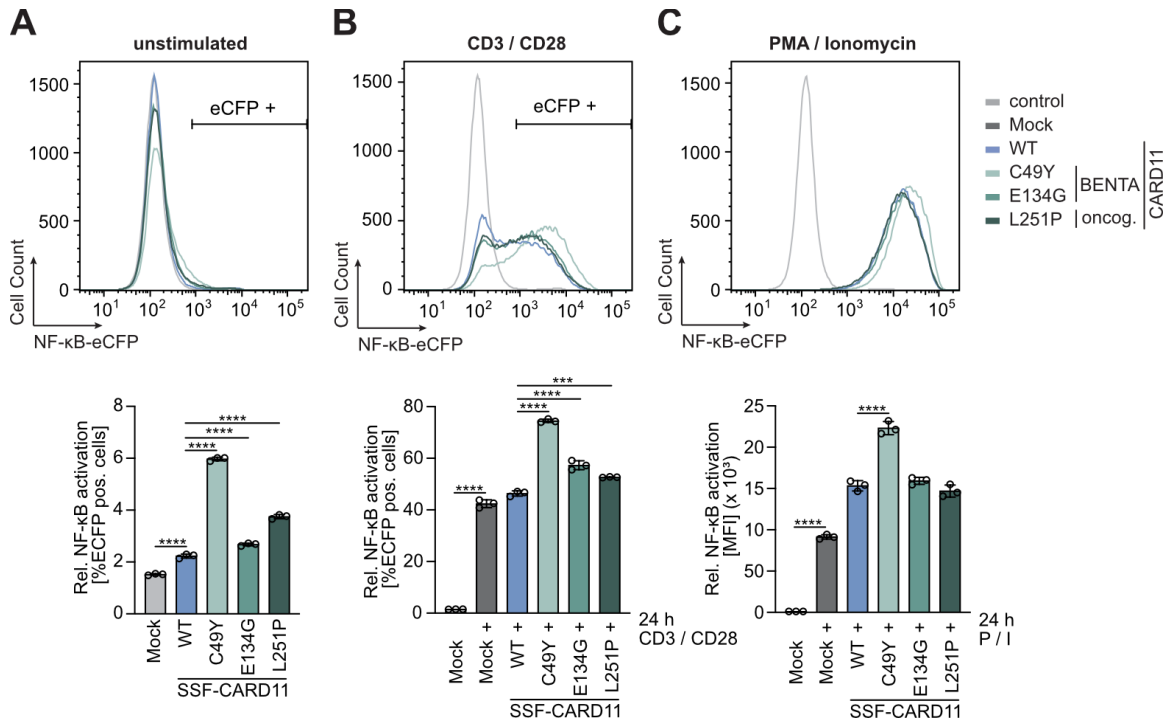 A
unstimulated
1500
1000
500
0
eCFP +
10² 10³ 10⁴ 10⁵
Cell Count
NF-κB-eCFP
B
CD3 / CD28
1500
1000
500
0
eCFP +
10¹ 10² 10³ 10⁴ 10⁵
Cell Count
NF-κB-eCFP
C
PMA / Ionomycin
1500
1000
500
0
10¹ 10² 10³ 10⁴ 10⁵
Cell Count
NF-κB-eCFP
control
Mock
WT
C49Y
E134G
L251P
BENTA
oncog.
CARD11
Rel. NF-κB activation
[%ECFP pos. cells]
8
6
4
2
0
****
****
****
****
Mock
WT
C49Y
E134G
L251P
SSF-CARD11
Rel. NF-κB activation
[%ECFP pos. cells]
80
60
40
20
0
***
****
****
****
Mock
Mock +
WT +
C49Y +
E134G +
L251P +
24 h
CD3 / CD28
SSF-CARD11
Rel. NF-κB activation
[MFI] (x 10³)
25
20
15
10
50
0
****
****
Mock
Mock +
WT +
C49Y +
E134G +
L251P +
24 h
P / I
SSF-CARD11